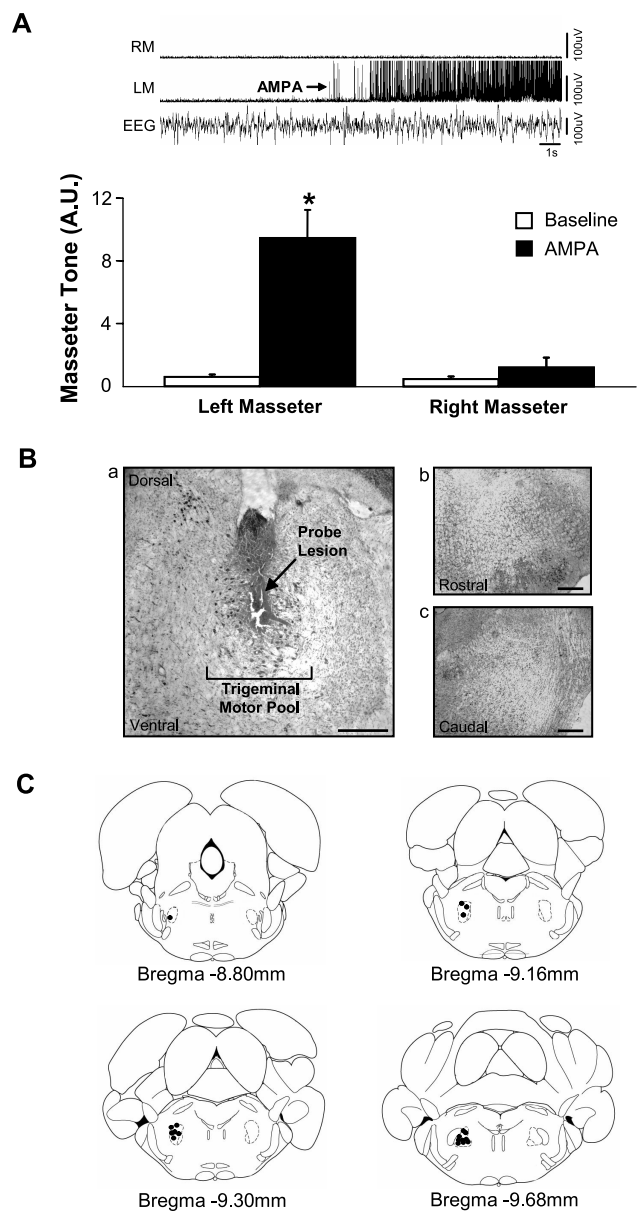 A
RM
100uV
LM
AMPA
100uV
EEG
100uV
1s
Masseter Tone (A.U.)
12
8
4
0
*
Baseline
AMPA
Left Masseter
Right Masseter
B
a
Dorsal
Probe
Lesion
Trigeminal
Motor Pool
Ventral
b
Rostral
c
Caudal
C
Bregma -8.80mm
Bregma -9.16mm
Bregma -9.30mm
Bregma -9.68mm